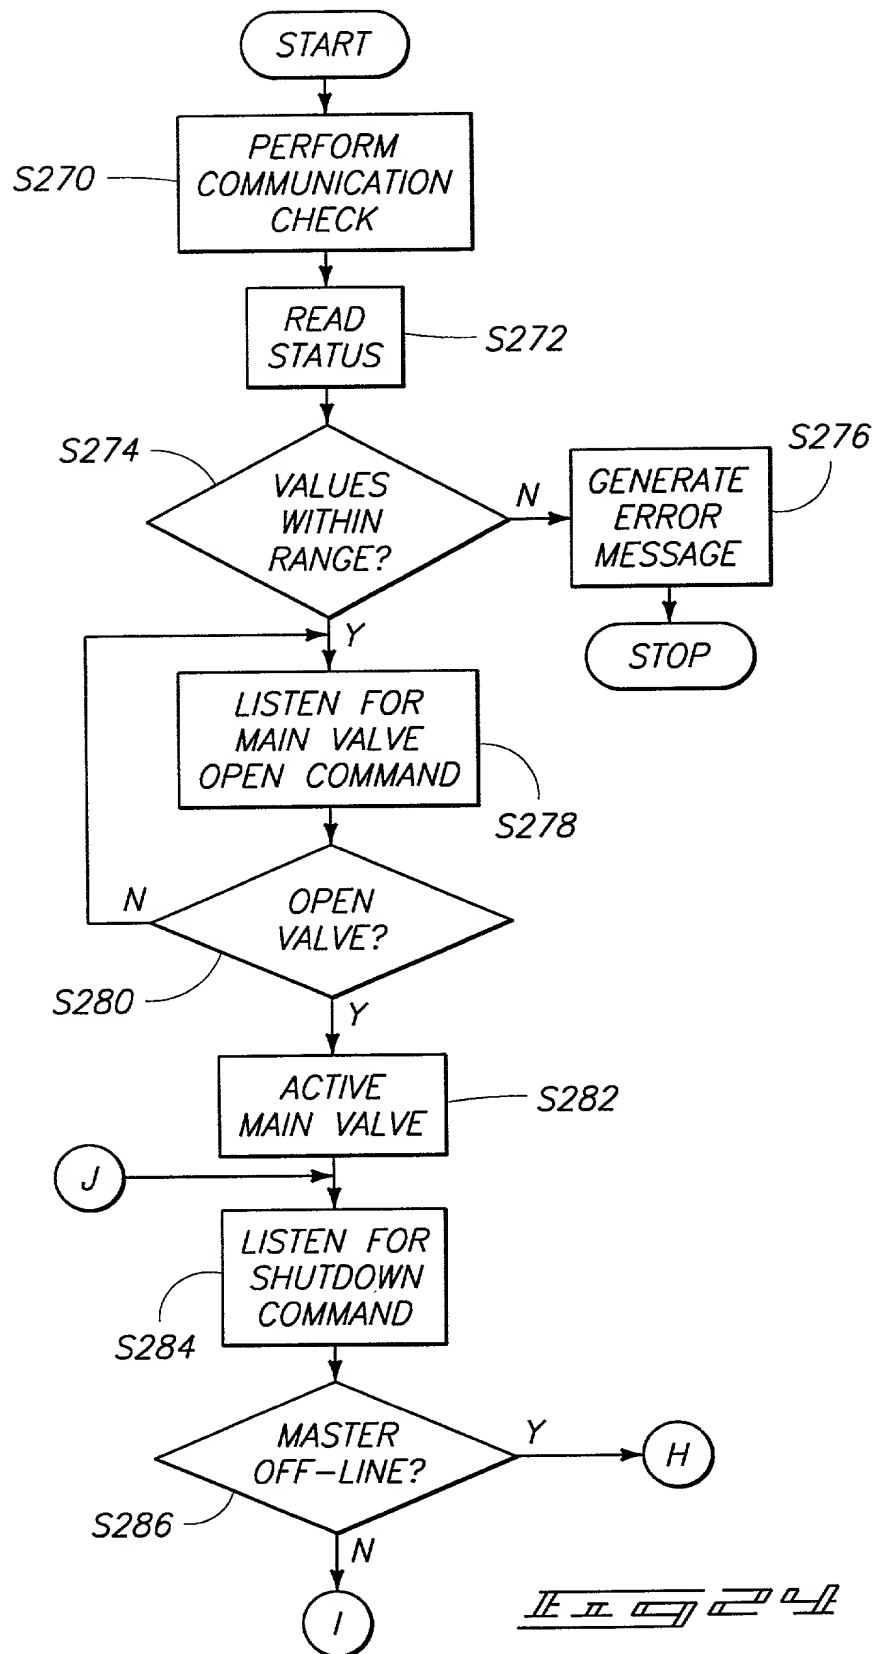 START
S270
PERFORM
COMMUNICATION
CHECK
READ
STATUS
S272
S274
VALUES
WITHIN
RANGE?
N
GENERATE
ERROR
MESSAGE
S276
STOP
Y
LISTEN FOR
MAIN VALVE
OPEN COMMAND
S278
N
OPEN
VALVE?
S280
Y
ACTIVE
MAIN VALVE
S282
J
LISTEN FOR
SHUTDOWN
COMMAND
S284
MASTER
OFF-LINE?
Y
H
S286
N
I
FIG 24